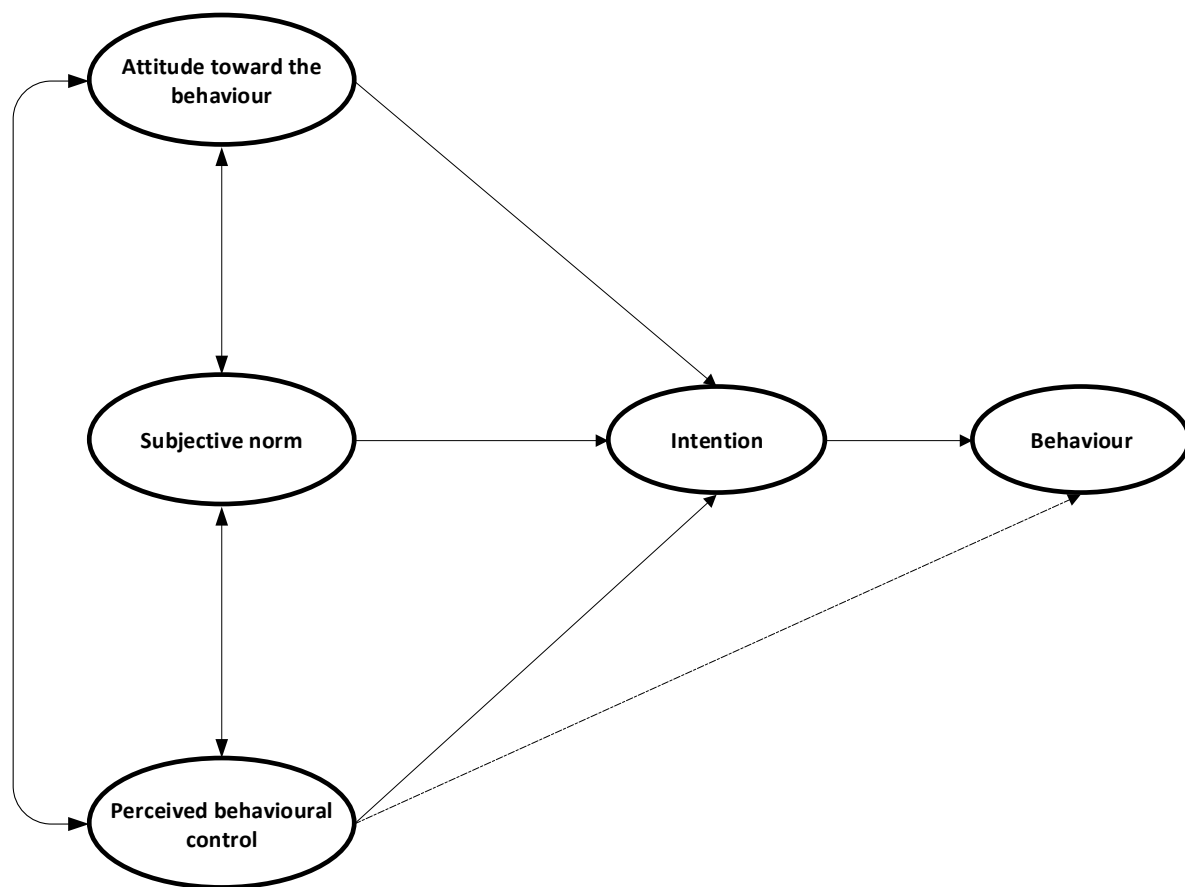 Attitude toward the
behaviour
Subjective norm
Intention
Behaviour
Perceived behavioural
control